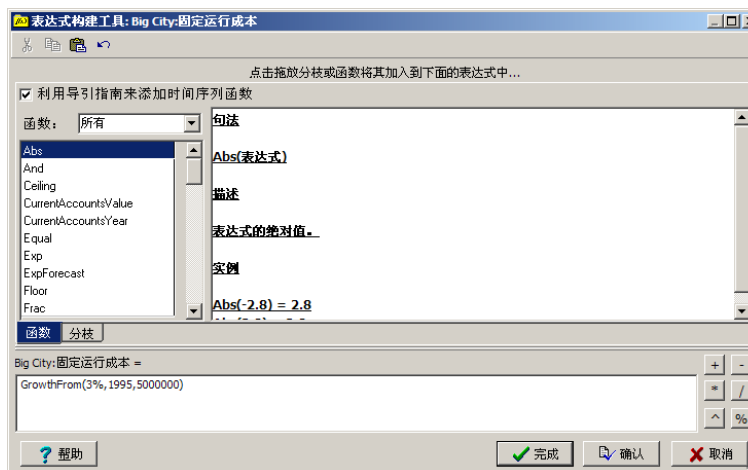 表达式构建工具: Big City:固定运行成本
点击拖放分枝或函数将其加入到下面的表达式中...
利用导引指南来添加时间序列函数
函数: 所有
Abs
And
Ceiling
CurrentAccountsValue
CurrentAccountsYear
Equal
Exp
ExpForecast
Floor
Frac
句法
Abs(表达式)
描述
表达式的绝对值。
实例
Abs(-2.8) = 2.8
函数 分枝
Big City:固定运行成本 =
GrowthFrom(3%,1995,5000000)
+ -
* /
^ %
? 帮助 完成 确认 取消